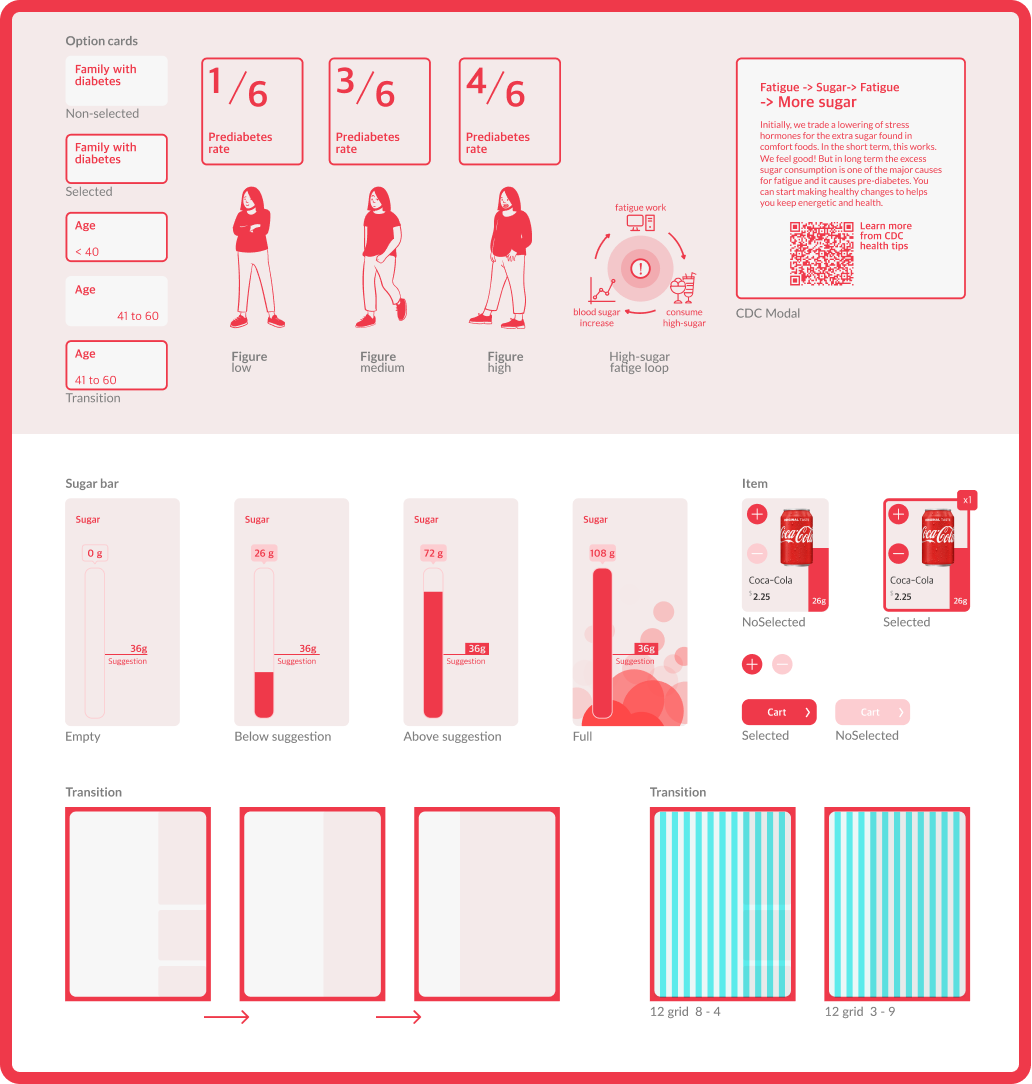 Option cards
Family with
diabetes
Non-selected
Family with
diabetes
Selected
Age
< 40
Age
41 to 60
Age
41 to 60
Transition
1/6
Prediabetes
rate
3/6
Prediabetes
rate
4/6
Prediabetes
rate
Figure
low
Figure
medium
Figure
high
fatigue work
!
blood sugar
increase
consume
high-sugar
High-sugar
fatige loop
Fatigue -> Sugar-> Fatigue
-> More sugar
Initially, we trade a lowering of stress
hormones for the extra sugar found in
comfort foods. In the short term, this works.
We feel good! But in long term the excess
sugar consumption is one of the major causes
for fatigue and it causes pre-diabetes. You
can start making healthy changes to helps
you keep energetic and health.
Learn more
from CDC
health tips
CDC Modal
Sugar bar
Sugar
0 g
36g
Suggestion
Empty
Sugar
26 g
36g
Suggestion
Below suggestion
Sugar
72 g
36g
Suggestion
Above suggestion
Sugar
108 g
36g
Suggestion
Full
Item
ORIGINAL TASTE
Coca-Cola
Coca-Cola
$2.25
26g
NoSelected
x1
ORIGINAL TASTE
Coca-Cola
Coca-Cola
$2.25
26g
Selected
Cart
Selected
Cart
NoSelected
Transition
Transition
12 grid 8 - 4
12 grid 3 - 9